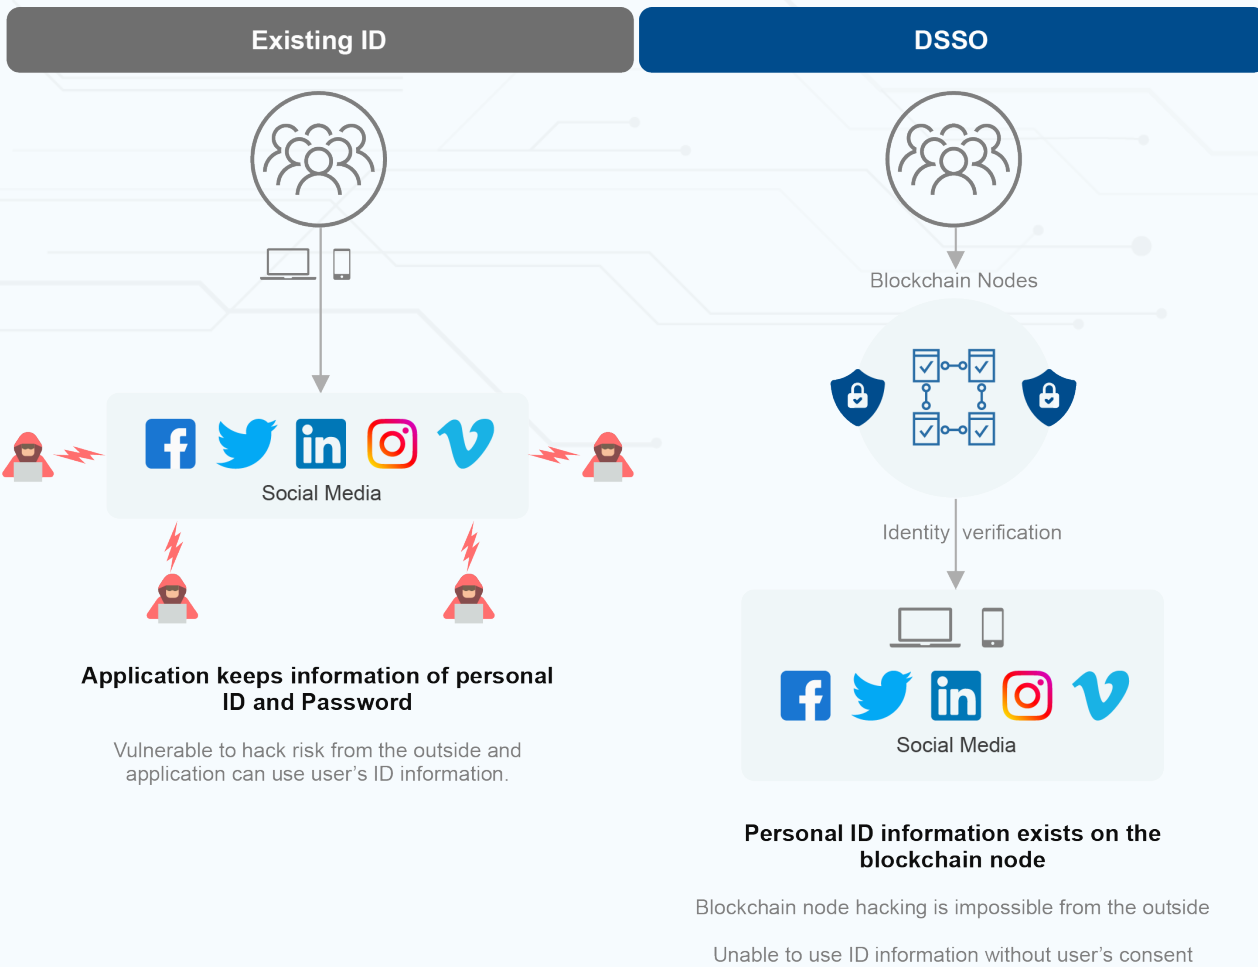 Existing ID
DSSO
Social Media
Application keeps information of personal
ID and Password
Vulnerable to hack risk from the outside and
application can use user’s ID information.
Blockchain Nodes
Identity verification
Social Media
Personal ID information exists on the
blockchain node
Blockchain node hacking is impossible from the outside
Unable to use ID information without user’s consent